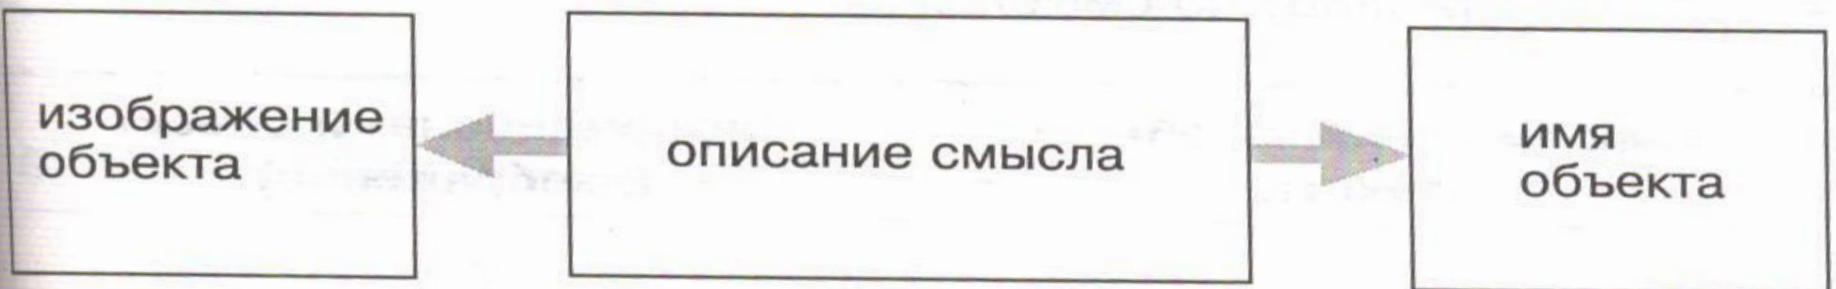 изображение
объекта
описание смысла
имя
объекта